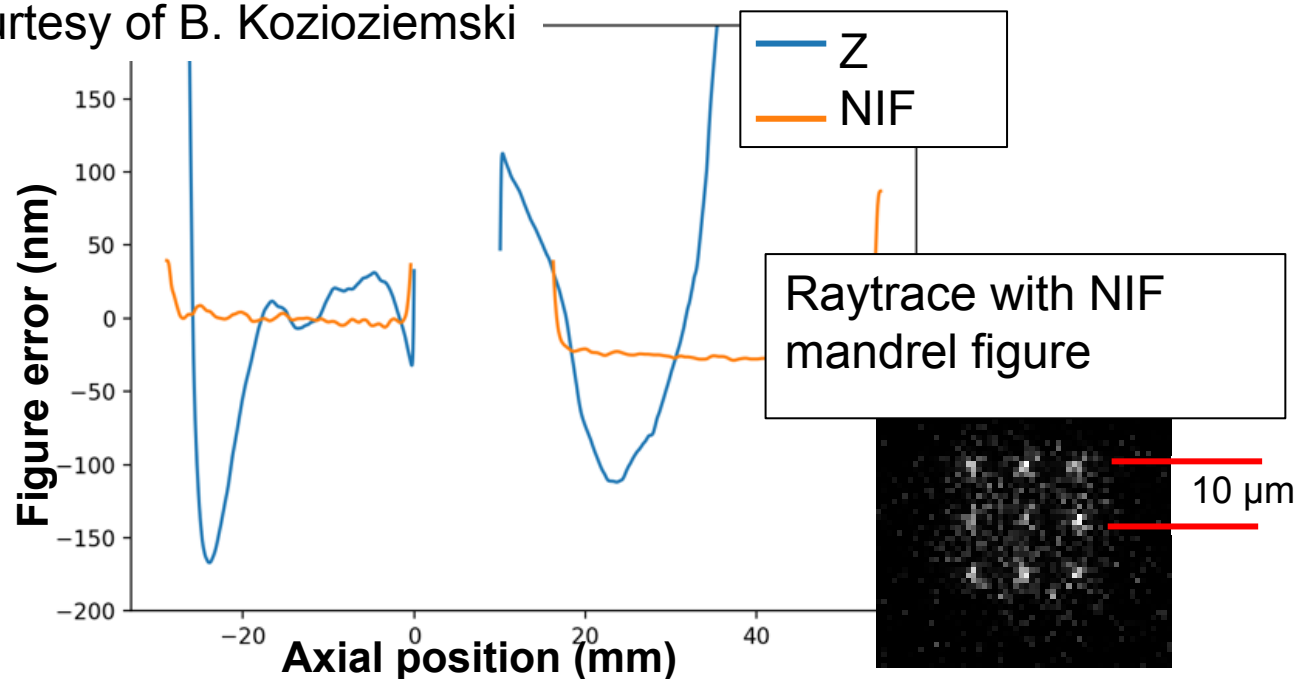 urtesy of B. Kozioziemski
Z
NIF
150
100
50
0
−50
−100
−150
−200
Figure error (nm)
−20
0
20
40
Axial position (mm)
Raytrace with NIF
mandrel figure
10 μm